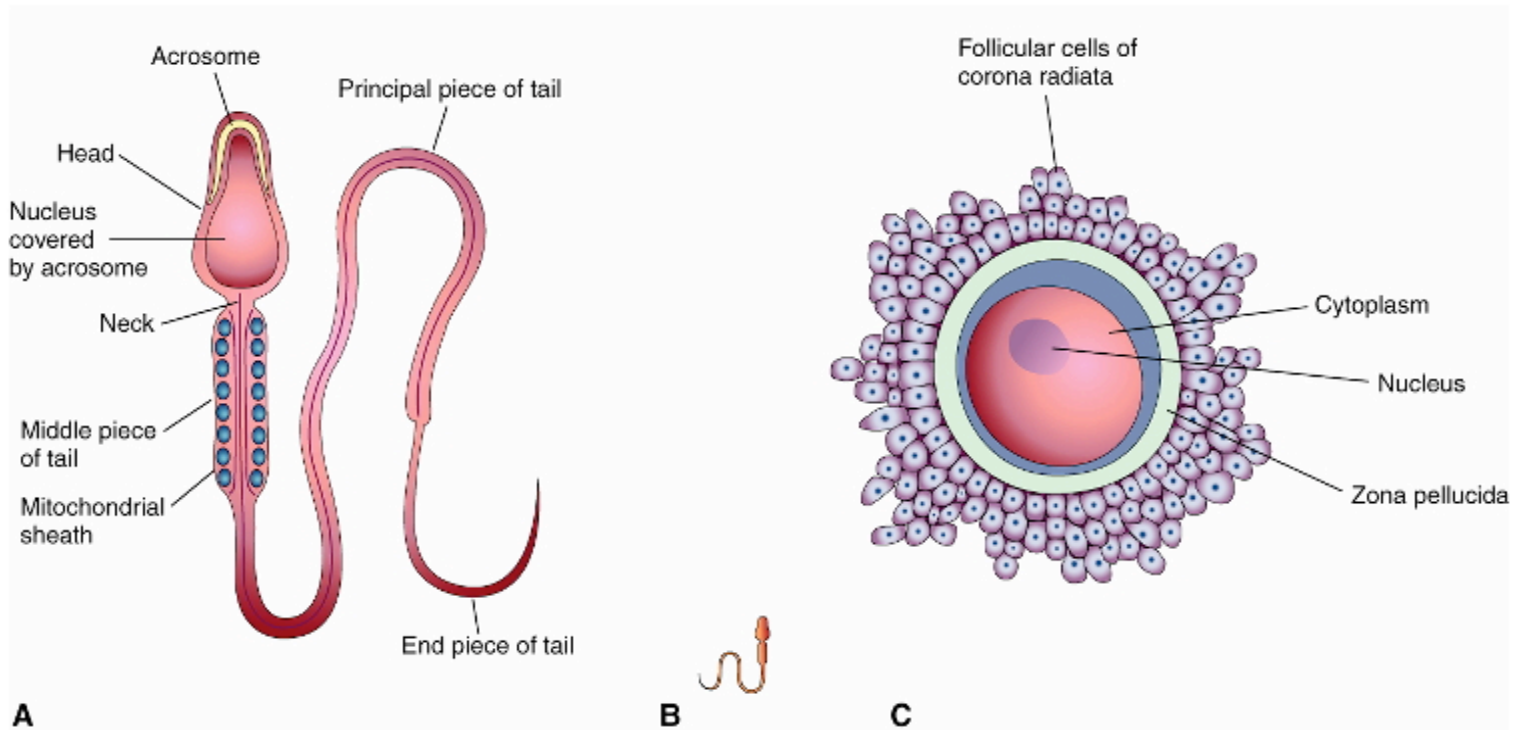 Acrosome
Principal piece of tail
Head
Nucleus
covered
by acrosome
Neck
Middle piece
of tail
Mitochondrial
sheath
End piece of tail
A
B
Follicular cells of
corona radiata
Cytoplasm
Nucleus
Zona pellucida
C